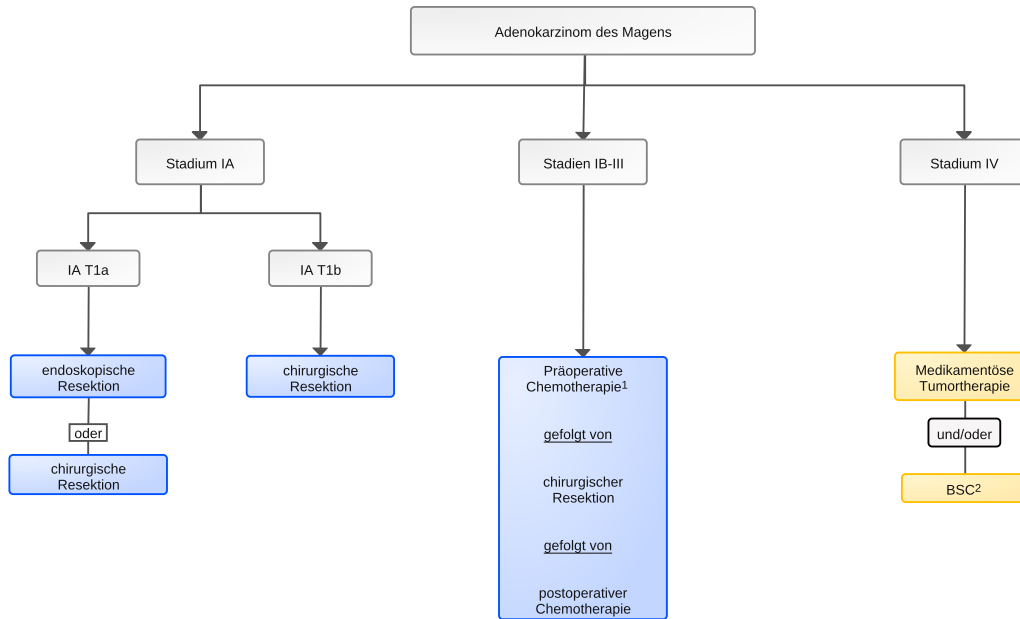 Adenokarzinom des Magens
Stadium IA
Stadien IB-III
Stadium IV
IA T1a
IA T1b
endoskopische
Resektion
oder
chirurgische
Resektion
chirurgische
Resektion
Präoperative
Chemotherapie1
gefolgt von
chirurgischer
Resektion
gefolgt von
postoperativer
Chemotherapie
Medikamentöse
Tumortherapie
und/oder
BSC2